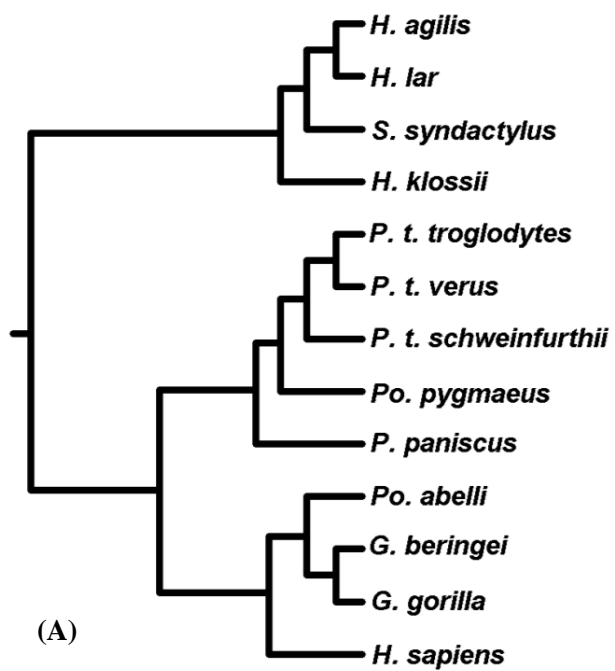 H. agilis
H. lar
S. syndactylus
H. klossii
P. t. troglodytes
P. t. verus
P. t. schweinfurthii
Po. pygmaeus
P. paniscus
Po. abelli
G. beringei
G. gorilla
(A)
H. sapiens